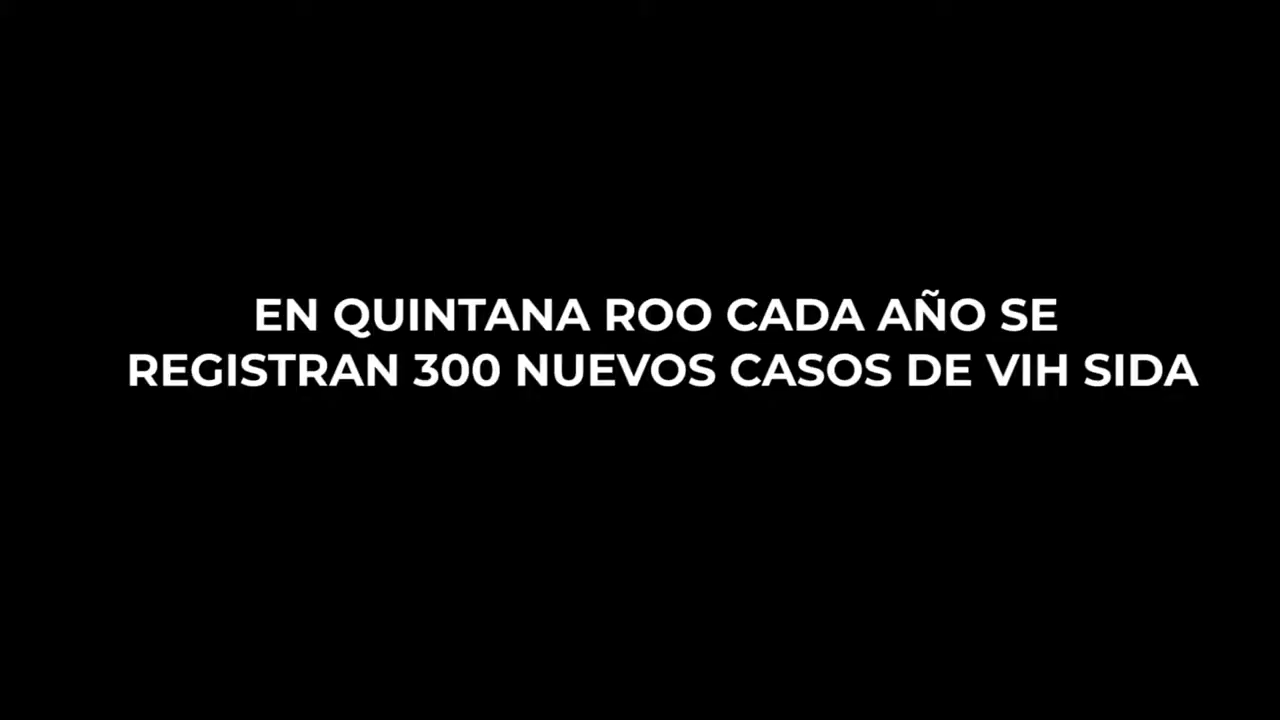 EN QUINTANA ROO CADA AÑO SE
REGISTRAN 300 NUEVOS CASOS DE VIH SIDA